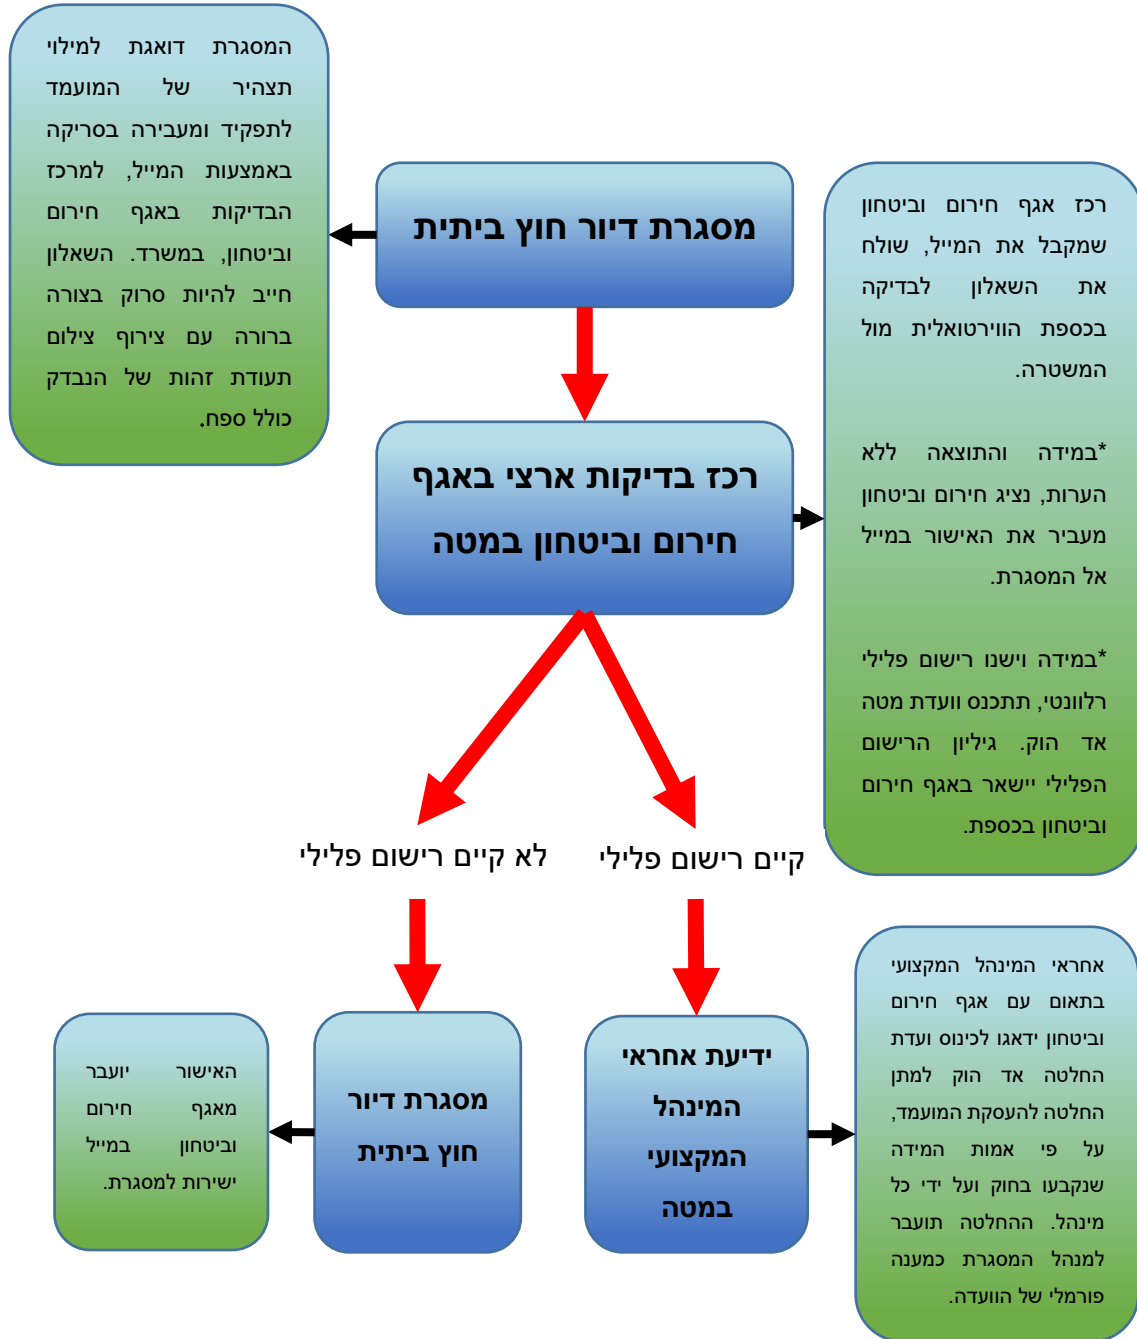 המסגרת דואגת למילוי
תצהיר של המועמד
לתפקיד ומעבירה בסריקה
באמצעות המייל, למרכז
הבדיקות באגף חירום
וביטחון, במשרד. השאלון
חייב להיות סרוק בצורה
ברורה עם צירוף צילום
תעודת זהות של הנבדק
כולל ספח.
מסגרת דיור חוץ ביתית
רכז אגף חירום וביטחון
שמקבל את המייל, שולח
את השאלון לבדיקה
בכספת הווירטואלית מול
המשטרה.
*במידה והתוצאה ללא
הערות, נציג חירום וביטחון
מעביר את האישור במייל
אל המסגרת.
*במידה וישנו רישום פלילי
רלוונטי, תתכנס וועדת מטה
אד הוק. גיליון הרישום
הפלילי יישאר באגף חירום
וביטחון בכספת.
רכז בדיקות ארצי באגף
חירום וביטחון במטה
קיים רישום פלילי
לא קיים רישום פלילי
אחראי המינהל המקצועי
בתאום עם אגף חירום
וביטחון ידאגו לכינוס ועדת
החלטה אד הוק למתן
החלטה להעסקת המועמד,
על פי אמות המידה
שנקבעו בחוק ועל ידי כל
מינהל. ההחלטה תועבר
למנהל המסגרת כמענה
פורמלי של הוועדה.
ידיעת אחראי
המינהל
המקצועי
במטה
מסגרת דיור
חוץ ביתית
האישור יועבר
מאגף חירום
וביטחון במייל
ישירות למסגרת.